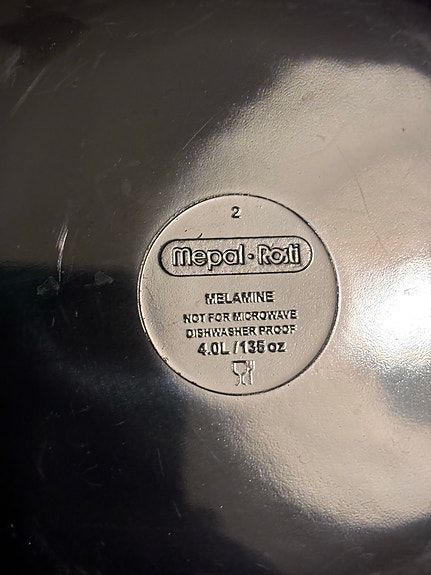 2
Mepal · Rosti
MELAMINE
NOT FOR MICROWAVE
DISHWASHER PROOF
4.0L / 135 oz